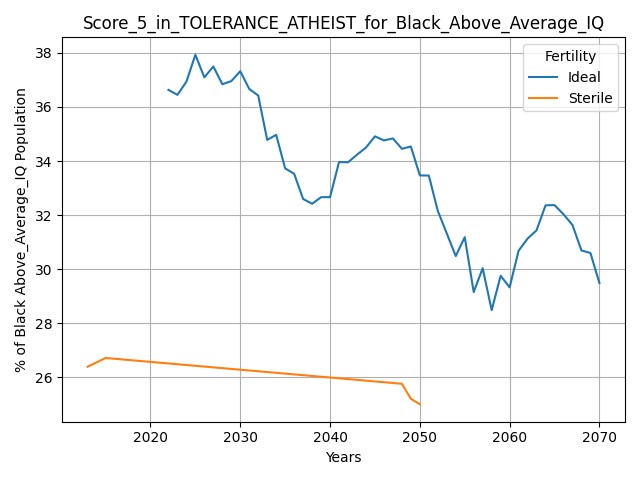 Score_5_in_TOLERANCE_ATHEIST_for_Black_Above_Average_IQ
Fertility
Ideal
Sterile
% of Black Above_Average_IQ Population
38
36
34
32
30
28
26
2020
2030
2040
2050
2060
2070
Years